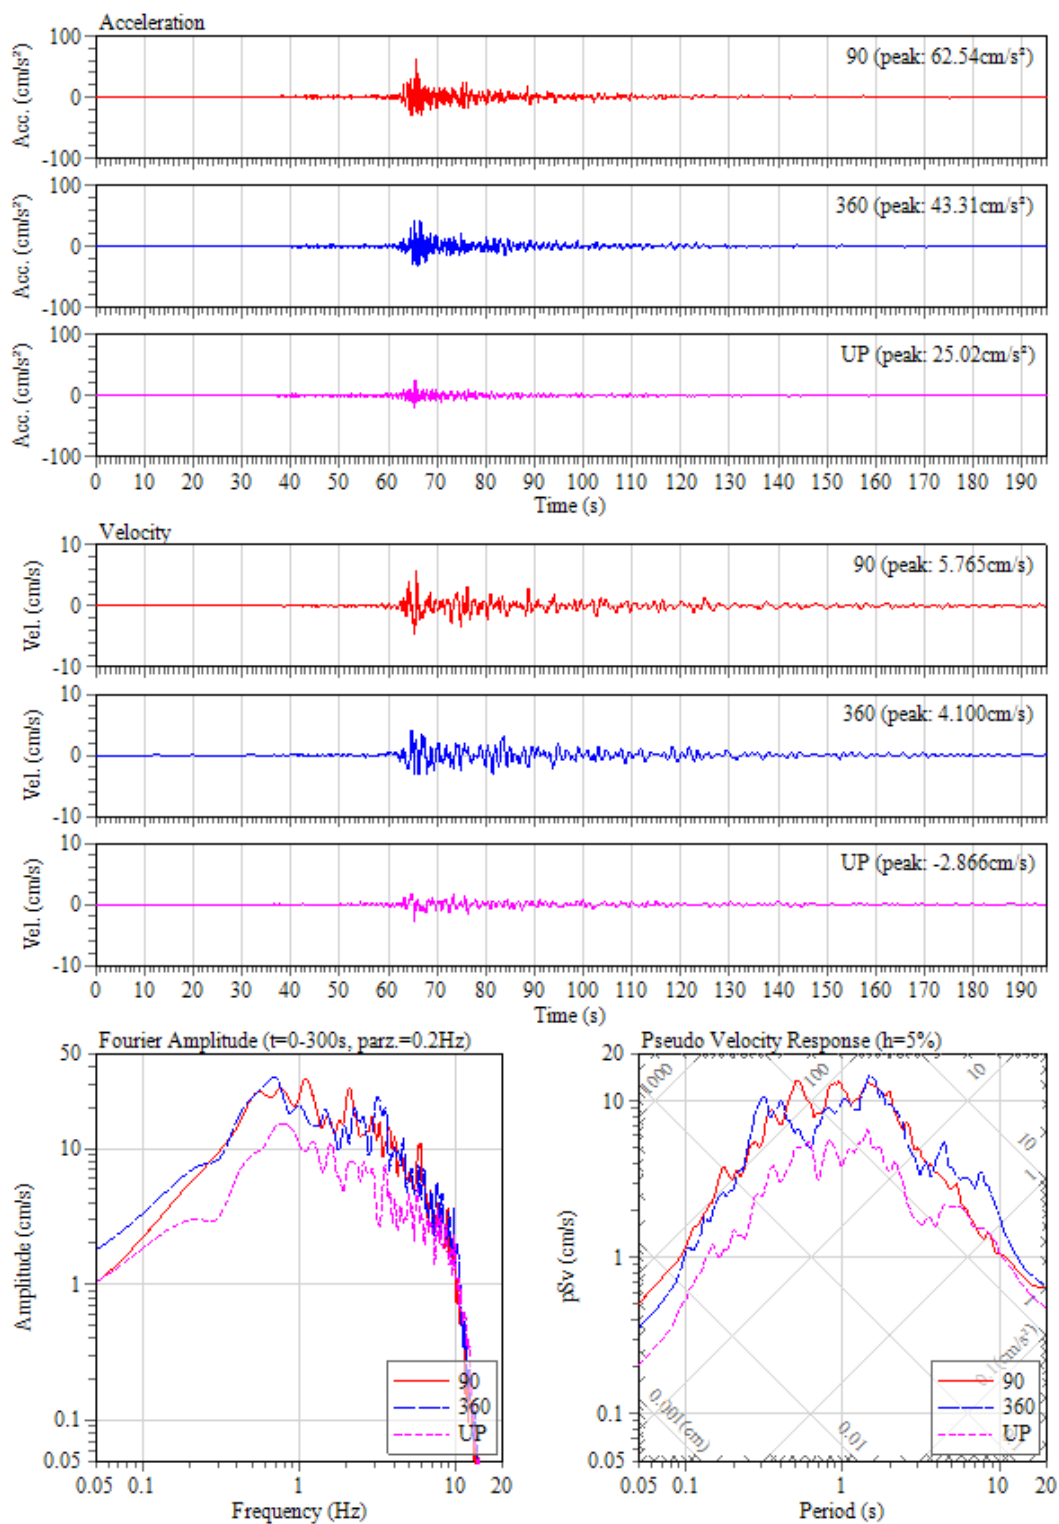 Acceleration
100
90 (peak: 62.54cm/s²)
Acc. (cm/s²)
0
-100
100
360 (peak: 43.31cm/s²)
Acc. (cm/s²)
0
-100
100
UP (peak: 25.02cm/s²)
Acc. (cm/s²)
0
-100
0 10 20 30 40 50 60 70 80 90 100 110 120 130 140 150 160 170 180 190
Time (s)
Velocity
10
90 (peak: 5.765cm/s)
Vel. (cm/s)
0
-10
10
360 (peak: 4.100cm/s)
Vel. (cm/s)
0
-10
10
UP (peak: -2.866cm/s)
Vel. (cm/s)
0
-10
0 10 20 30 40 50 60 70 80 90 100 110 120 130 140 150 160 170 180 190
Time (s)
Fourier Amplitude (t=0-300s, parz.=0.2Hz)
50
10
1
0.1
0.05
Amplitude (cm/s)
90
360
UP
0.05 0.1 1 10 20
Frequency (Hz)
Pseudo Velocity Response (h=5%)
20
10
1
0.1
0.05
pSv (cm/s)
1000
100
10
10
1
1
0.1(cm/s²)
0.001(cm)
0.01
0.1
90
360
UP
0.05 0.1 1 10 20
Period (s)